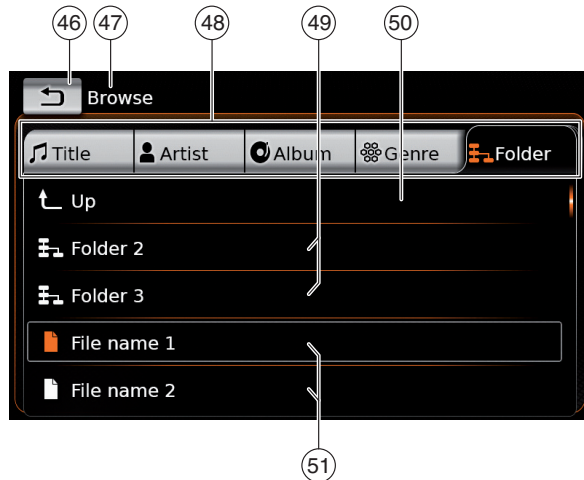 46 47 48 49 50
Browse
Title Artist Album Genre Folder
Up
Folder 2
Folder 3
File name 1
File name 2
51